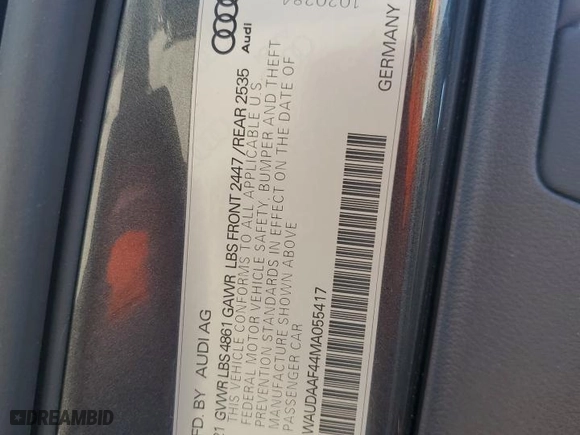 Audi
GERMANY
FD. BY AUDI AG
21 GVWR LBS 4861 GAWR LBS FRONT 2447 / REAR 2535
THIS VEHICLE CONFORMS TO ALL APPLICABLE U.S.
FEDERAL MOTOR VEHICLE SAFETY, BUMPER AND THEFT
PREVENTION STANDARDS IN EFFECT ON THE DATE OF
MANUFACTURE SHOWN ABOVE
PASSENGER CAR
WAUDAAF44MA055417
DREAMBID